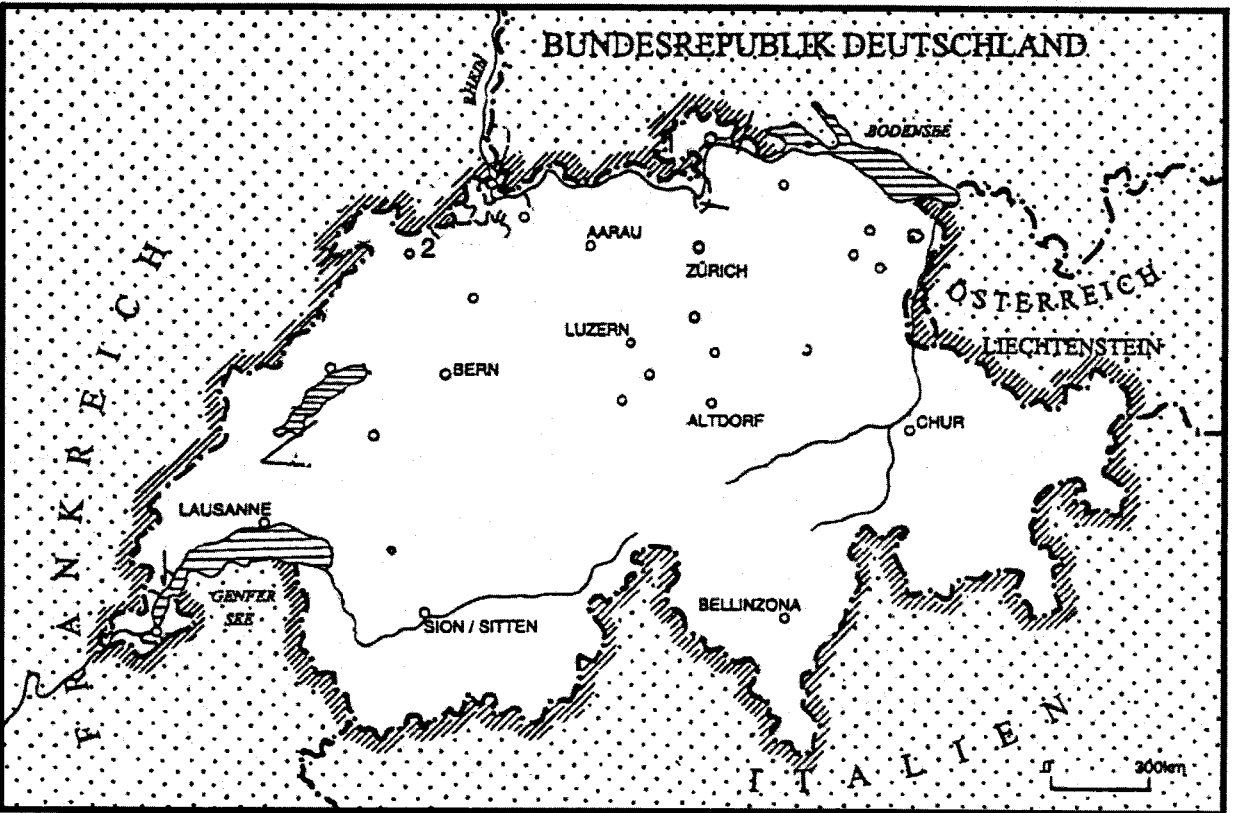 BUNDESREPUBLIK DEUTSCHLAND
RHEIN
BODENSEE
2
AARAU
ZÜRICH
ÖSTERREICH
LIECHTENSTEIN
LUZERN
BERN
ALTDORF
CHUR
FRANKREICH
LAUSANNE
GENFER
SEE
SION / SITTEN
BELLINZONA
ITALIEN
0 300km